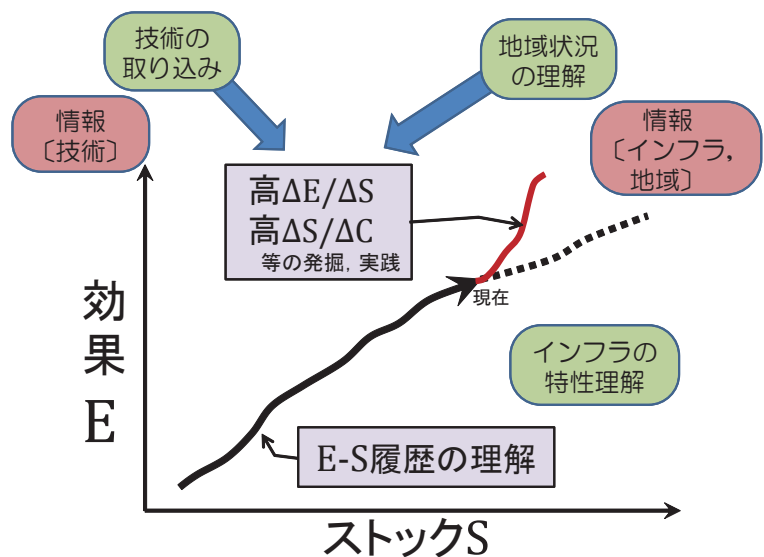 技術の
取り込み
地域状況
の理解
情報
〔技術〕
情報
〔インフラ,
地域〕
高ΔE/ΔS
高ΔS/ΔC
等の発掘, 実践
現在
効果
E
インフラの
特性理解
E-S履歴の理解
ストックS